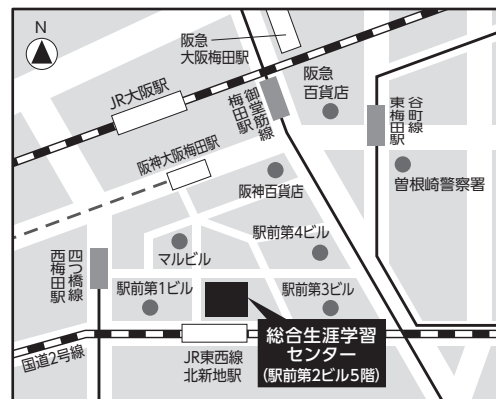 N
阪急
大阪梅田駅
JR大阪駅
御堂筋線
梅田駅
阪急
百貨店
谷町線
東梅田駅
阪神大阪梅田駅
阪神百貨店
曽根崎警察署
四つ橋線
西梅田駅
マルビル
駅前第4ビル
駅前第1ビル
駅前第3ビル
国道2号線
JR東西線
北新地駅
総合生涯学習
センター
(駅前第2ビル5階)